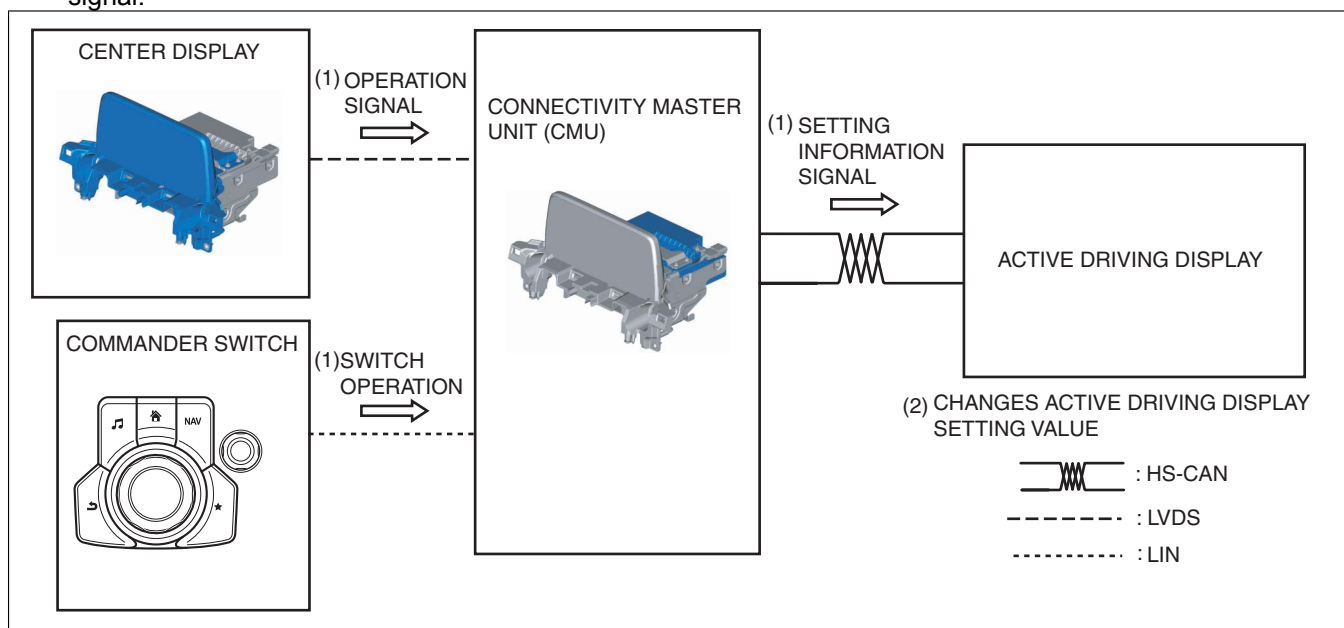 signal.
CENTER DISPLAY
(1) OPERATION
SIGNAL
CONNECTIVITY MASTER
UNIT (CMU)
(1) SETTING
INFORMATION
SIGNAL
ACTIVE DRIVING DISPLAY
COMMANDER SWITCH
NAV
(1)SWITCH
OPERATION
(2) CHANGES ACTIVE DRIVING DISPLAY
SETTING VALUE
: HS-CAN
: LVDS
: LIN